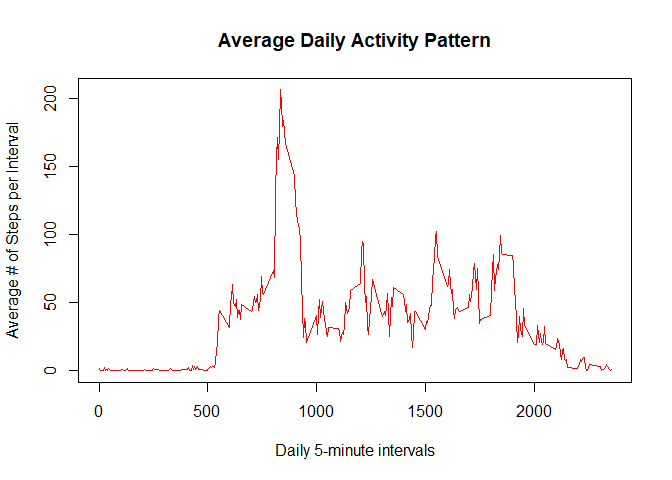 Average Daily Activity Pattern
Average # of Steps per Interval
200
150
100
50
0
0 500 1000 1500 2000
Daily 5-minute intervals